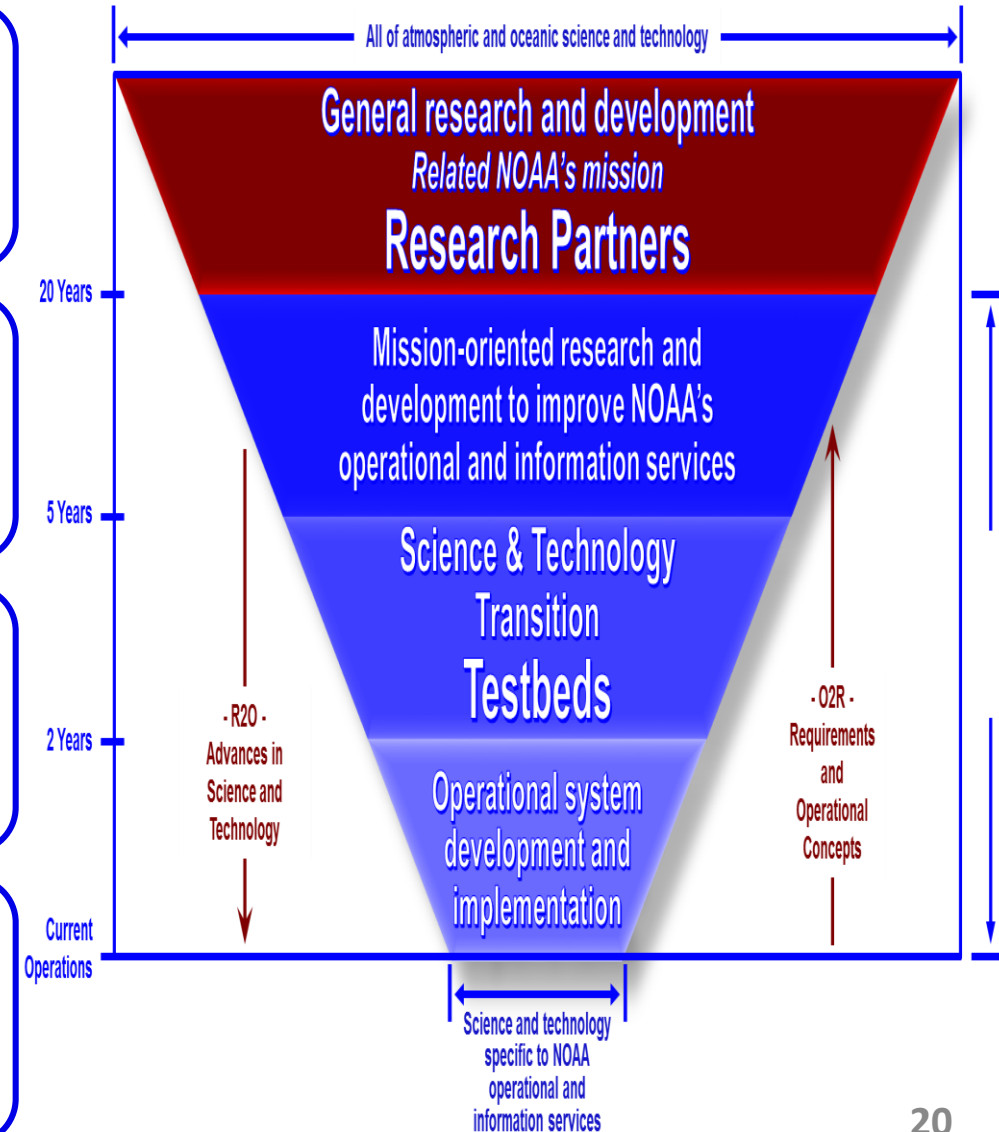 All of atmospheric and oceanic science and technology
General research and development
Related NOAA's mission
Research Partners
20 Years
Mission-oriented research and
development to improve NOAA's
operational and information services
5 Years
Science & Technology
Transition
Testbeds
2 Years
- R2O -
Advances in
Science and
Technology
- O2R -
Requirements
and
Operational
Concepts
Operational system
development and
implementation
Current
Operations
Science and technology
specific to NOAA
operational and
information services
20